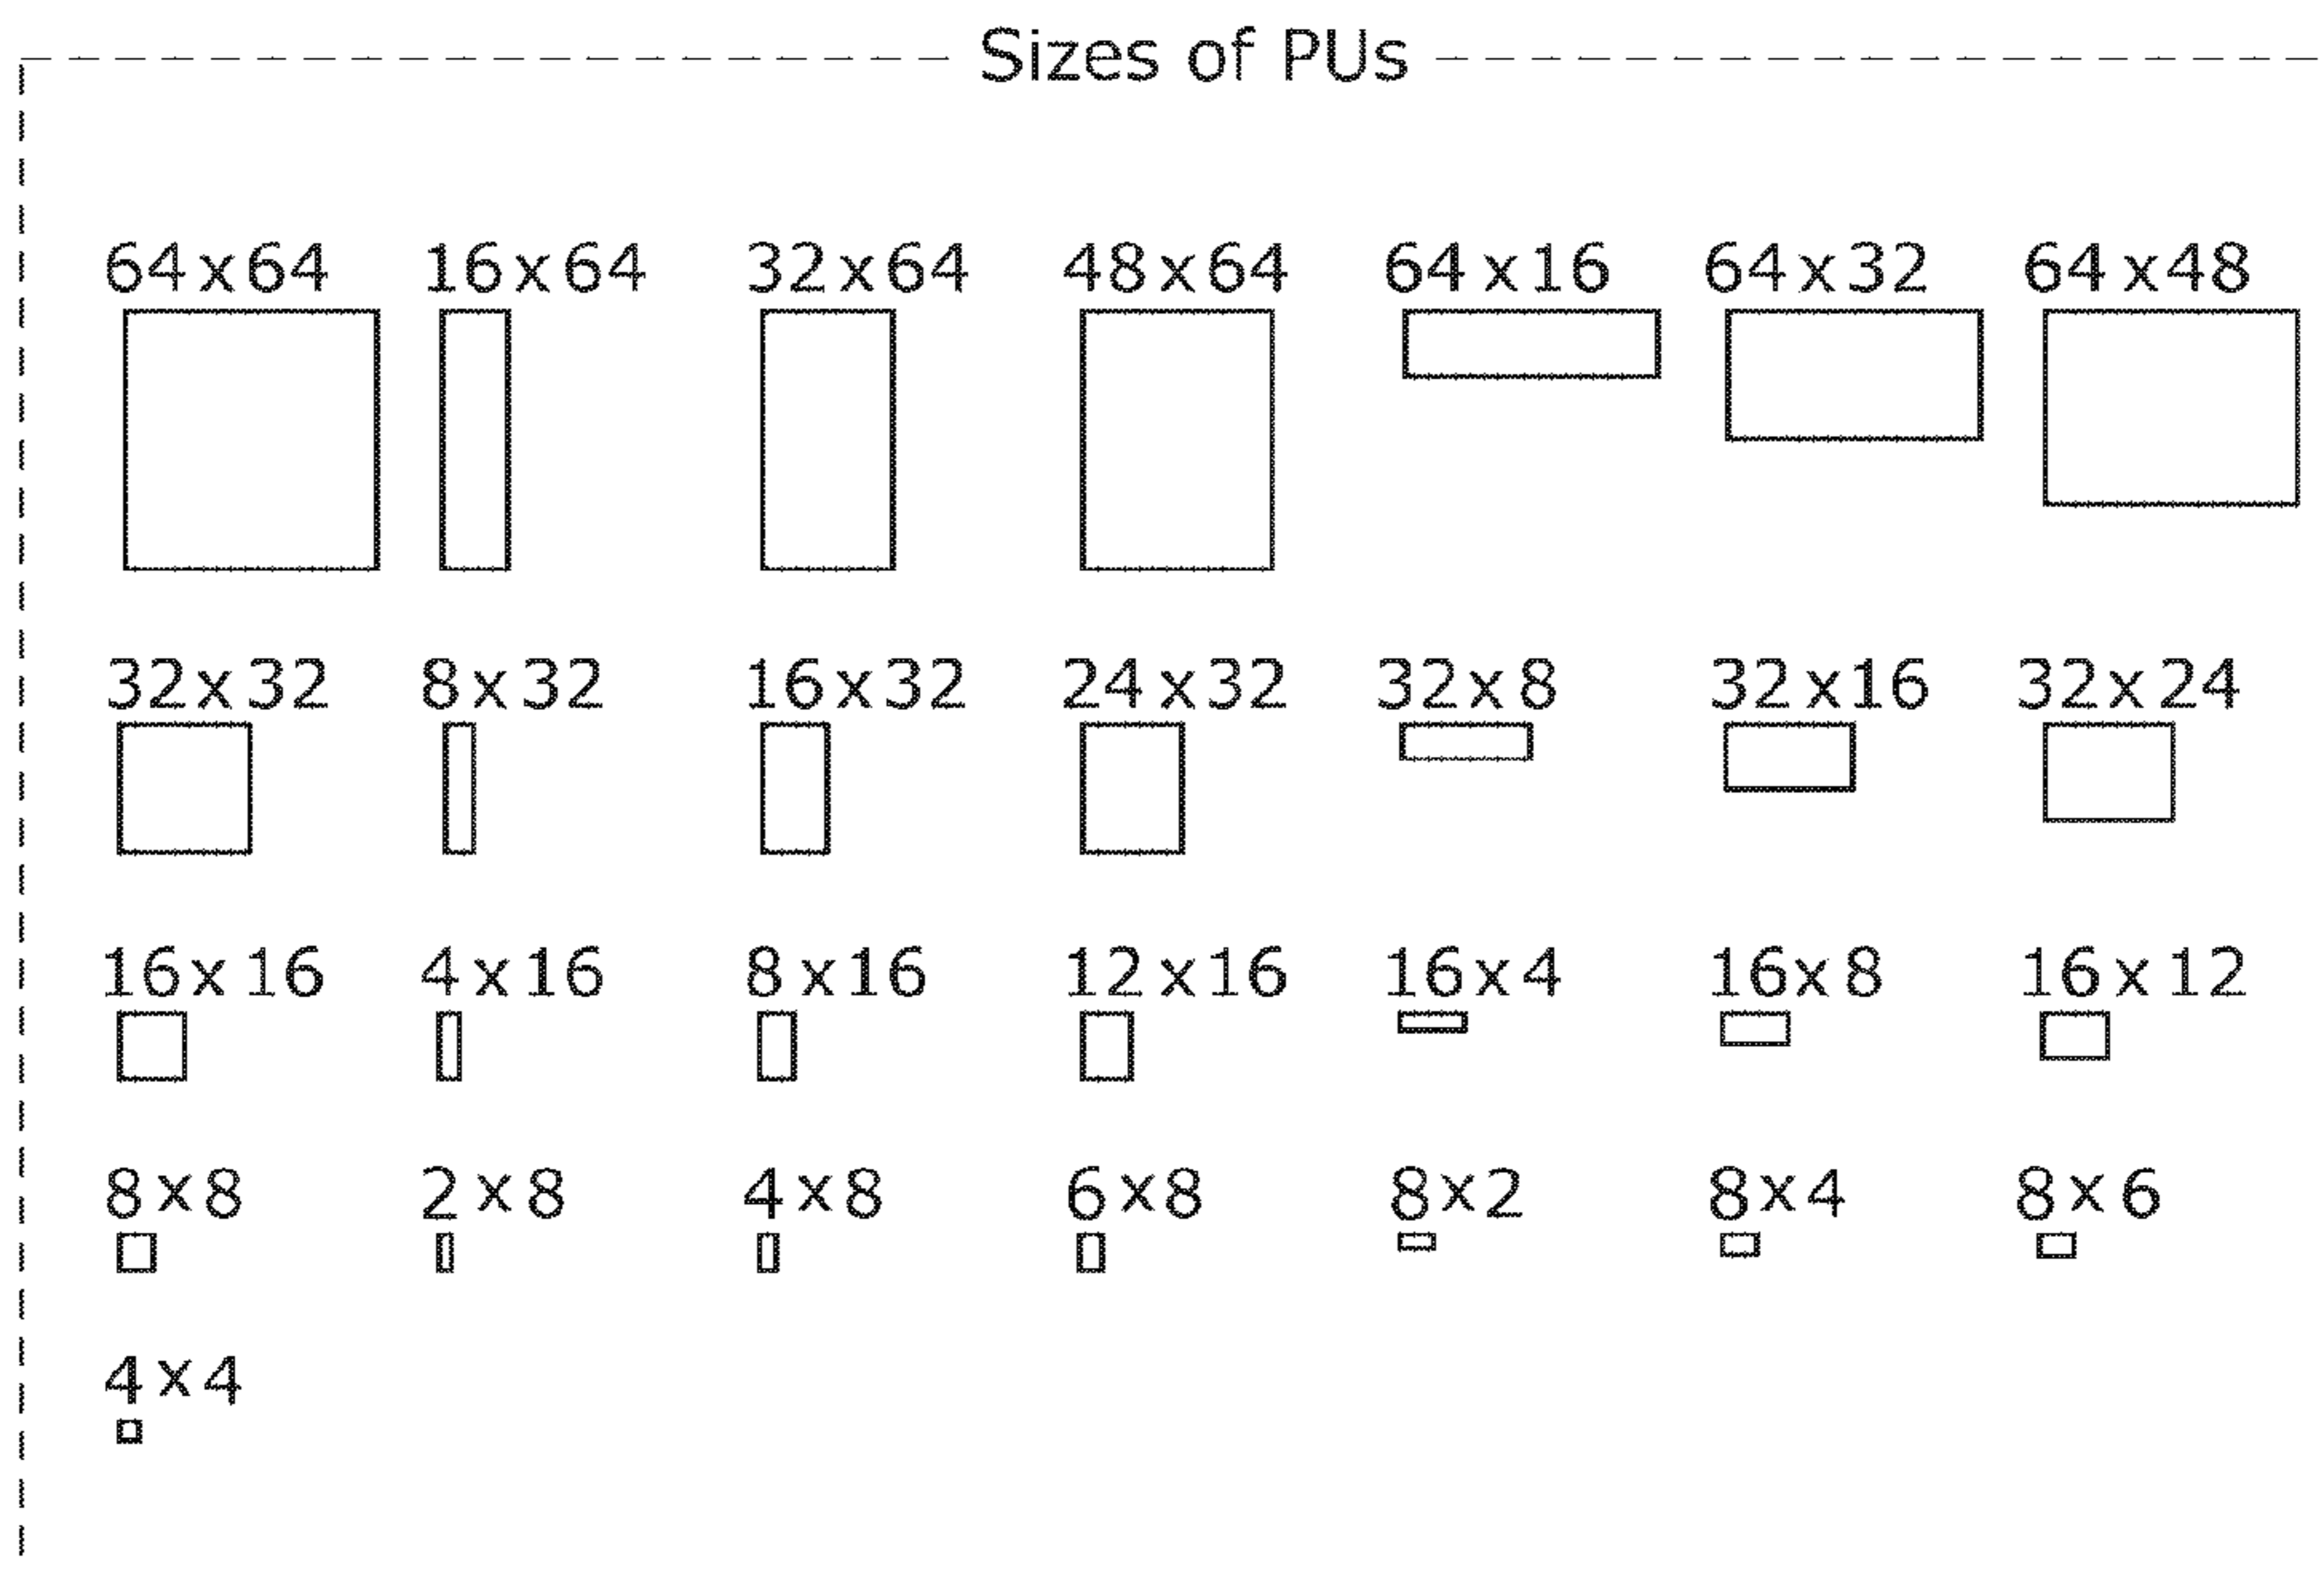 Sizes of PUs
64x64 16x64 32x64 48x64 64x16 64x32 64x48
32x32 8x32 16x32 24x32 32x8 32x16 32x24
16x16 4x16 8x16 12x16 16x4 16x8 16x12
8x8 2x8 4x8 6x8 8x2 8x4 8x6
4x4